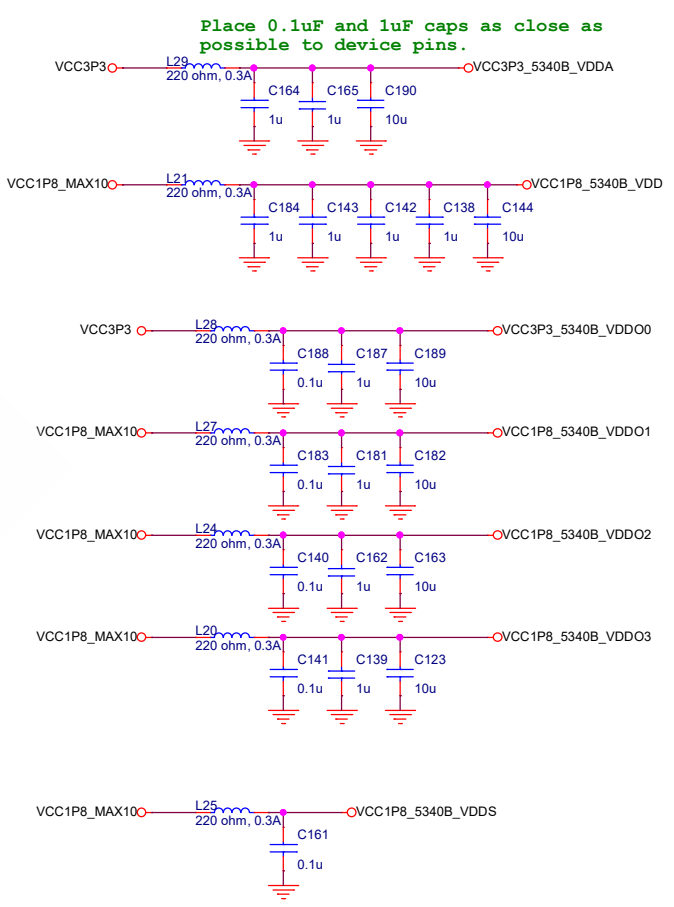 Place 0.1uF and 1uF caps as close as
possible to device pins.
VCC3P3 L29 VCC3P3_5340B_VDDA
220 ohm, 0.3A
C164 C165 C190
1u 1u 10u
VCC1P8_MAX10 L21 VCC1P8_5340B_VDD
220 ohm, 0.3A
C184 C143 C142 C138 C144
1u 1u 1u 1u 10u
VCC3P3 L28 VCC3P3_5340B_VDDO0
220 ohm, 0.3A
C188 C187 C189
0.1u 1u 10u
VCC1P8_MAX10 L27 VCC1P8_5340B_VDDO1
220 ohm, 0.3A
C183 C181 C182
0.1u 1u 10u
VCC1P8_MAX10 L24 VCC1P8_5340B_VDDO2
220 ohm, 0.3A
C140 C162 C163
0.1u 1u 10u
VCC1P8_MAX10 L20 VCC1P8_5340B_VDDO3
220 ohm, 0.3A
C141 C139 C123
0.1u 1u 10u
VCC1P8_MAX10 L25 VCC1P8_5340B_VDDS
220 ohm, 0.3A
C161
0.1u